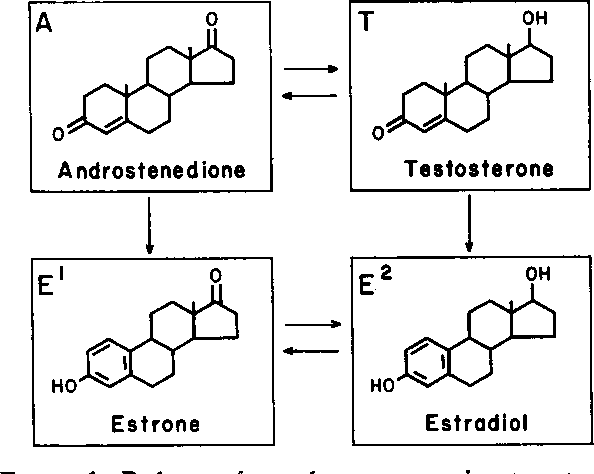 A
O
O
Androstenedione
T
OH
O
Testosterone
E¹
O
HO
Estrone
E²
OH
HO
Estradiol